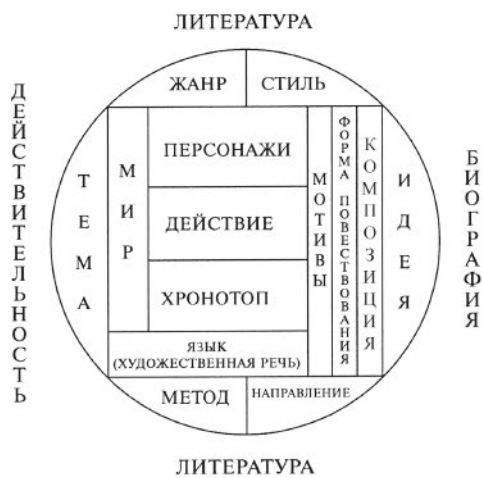 ЛИТЕРАТУРА
ЖАНР
СТИЛЬ
ДЕЙСТВИТЕЛЬНОСТЬ
ТЕМА
МИР
ПЕРСОНАЖИ
ДЕЙСТВИЕ
ХРОНОТОП
ЯЗЫК
(ХУДОЖЕСТВЕННАЯ РЕЧЬ)
МОТИВЫ
ФОРМА ПОВЕСТВОВАНИЯ
КОМПОЗИЦИЯ
ИДЕЯ
БИОГРАФИЯ
МЕТОД
НАПРАВЛЕНИЕ
ЛИТЕРАТУРА